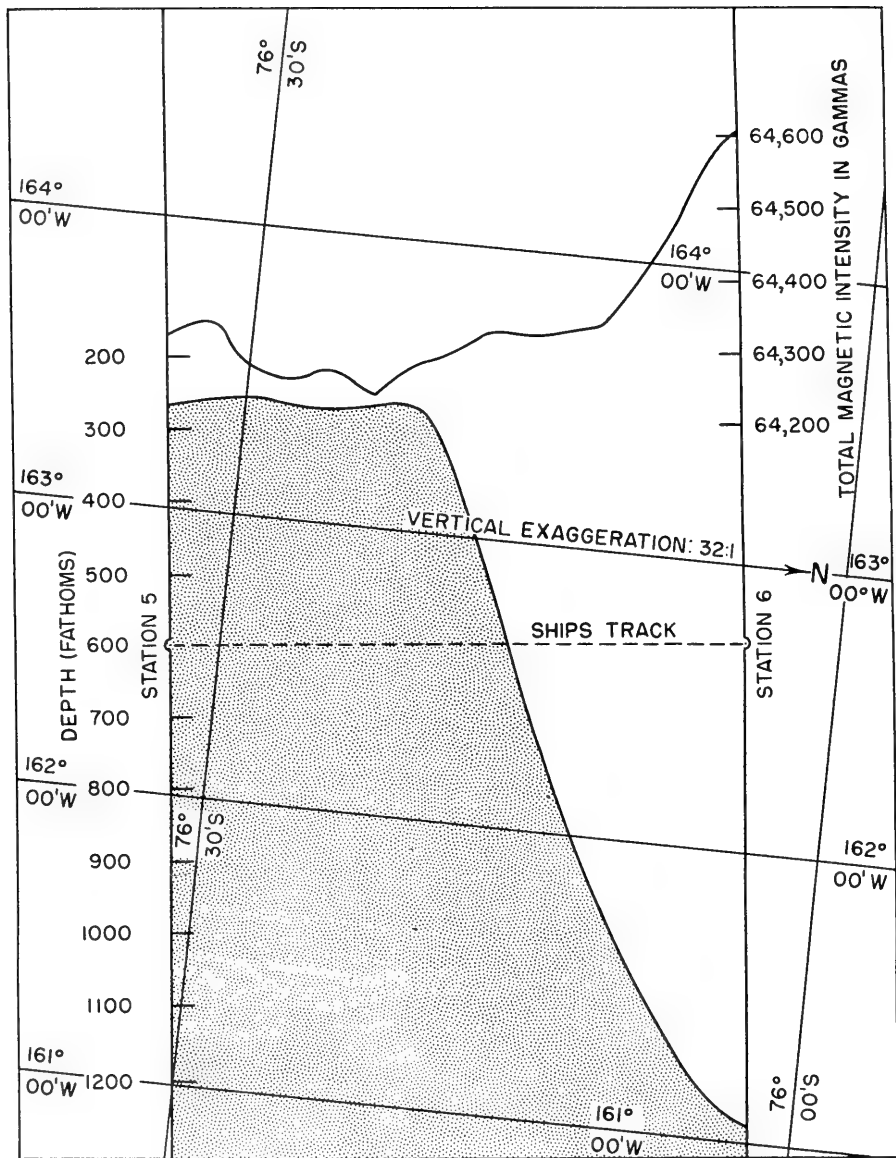 76°
30'S
64,600
64,500
64,400
64,300
64,200
TOTAL MAGNETIC INTENSITY IN GAMMAS
164°
00'W
164°
00'W
200
300
400
500
600
700
800
900
1000
1100
1200
DEPTH (FATHOMS)
STATION 5
163°
00'W
VERTICAL EXAGGERATION: 32:1
N
163°
00°W
SHIPS TRACK
STATION 6
162°
00'W
76°
30'S
162°
00'W
161°
00'W
161°
00'W
76°
00'S